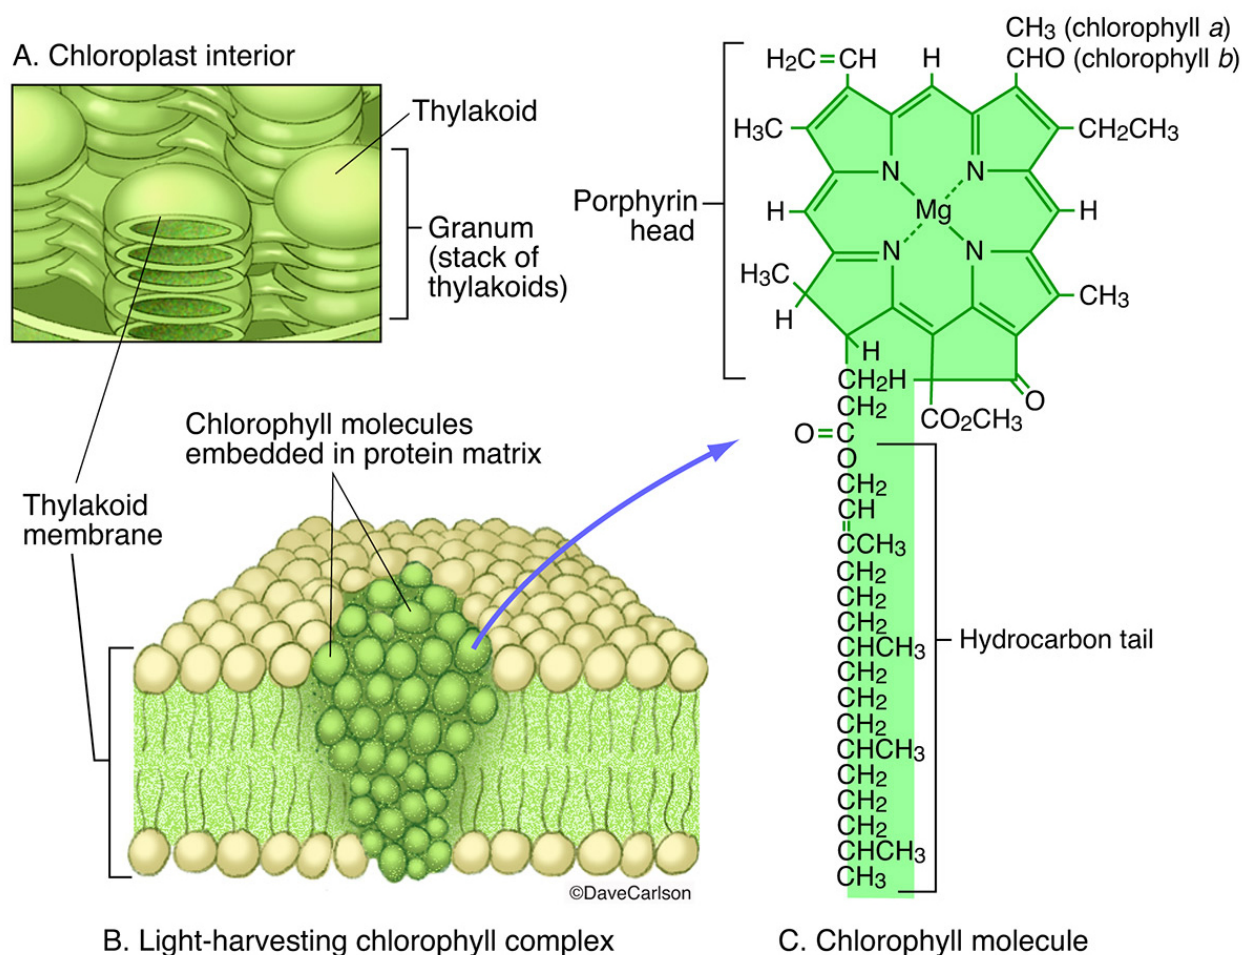 A. Chloroplast interior
Thylakoid
Granum
(stack of
thylakoids)
Thylakoid
membrane
Chlorophyll molecules
embedded in protein matrix
©DaveCarlson
B. Light-harvesting chlorophyll complex
CH3 (chlorophyll a)
H2C=CH
H
CHO (chlorophyll b)
H3C
CH2CH3
N
N
Porphyrin
head
H
Mg
H
N
N
H3C
H
CH3
H
CH2H
CH2
O=C
O
CO2CH3
O
CH2
CH
CCH3
CH2
CH2
CH2
CHCH3
CH2
CH2
CH2
CHCH3
CH2
CH2
CH2
CHCH3
CH3
Hydrocarbon tail
C. Chlorophyll molecule